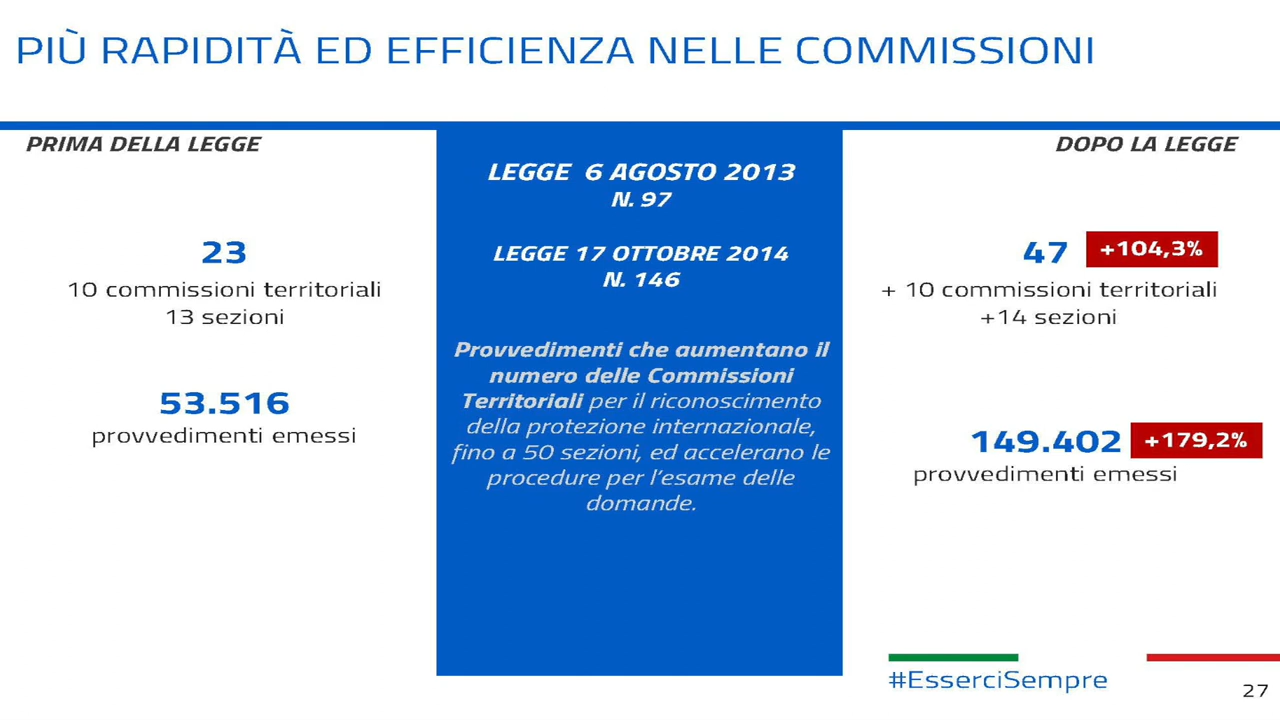 PIÙ RAPIDITÀ ED EFFICIENZA NELLE COMMISSIONI
PRIMA DELLA LEGGE
23
10 commissioni territoriali
13 sezioni
53.516
provvedimenti emessi
LEGGE 6 AGOSTO 2013
N. 97
LEGGE 17 OTTOBRE 2014
N. 146
Provvedimenti che aumentano il
numero delle Commissioni
Territoriali per il riconoscimento
della protezione internazionale,
fino a 50 sezioni, ed accelerano le
procedure per l'esame delle
domande.
DOPO LA LEGGE
47 +104,3%
+ 10 commissioni territoriali
+14 sezioni
149.402 +179,2%
provvedimenti emessi
#EsserciSempre
27